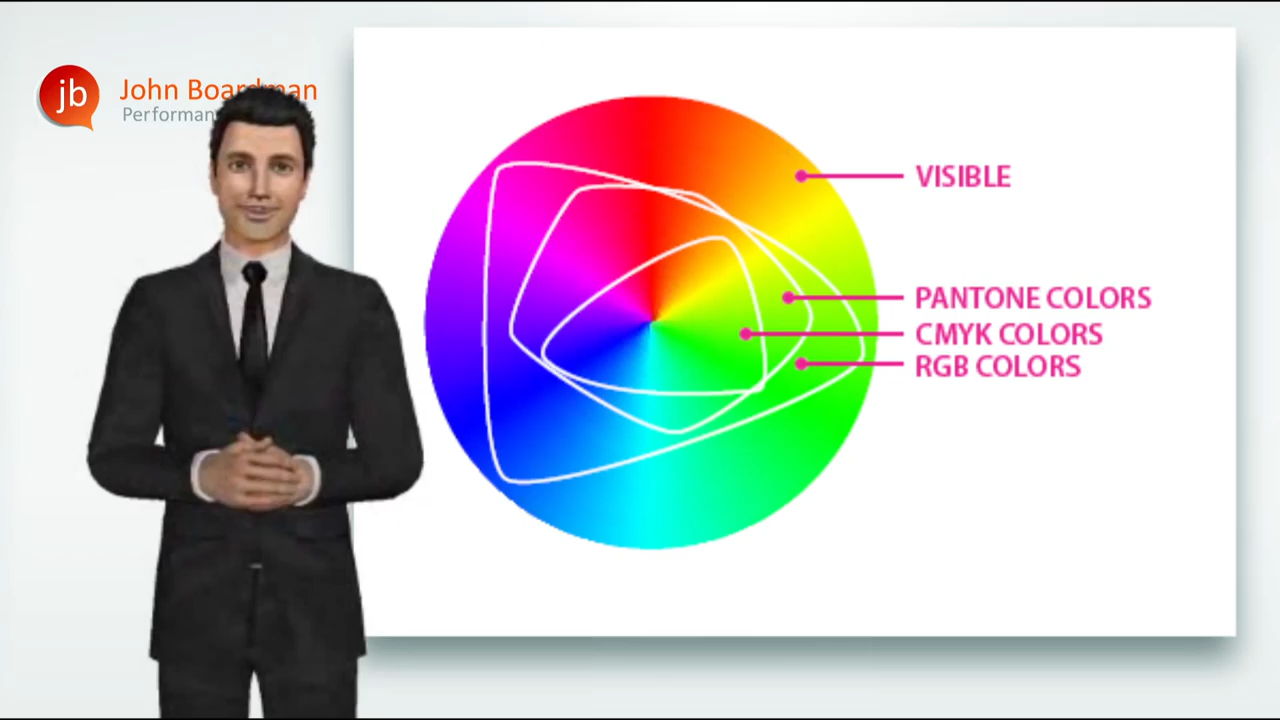 jb
John Boardman
VISIBLE
PANTONE COLORS
CMYK COLORS
RGB COLORS